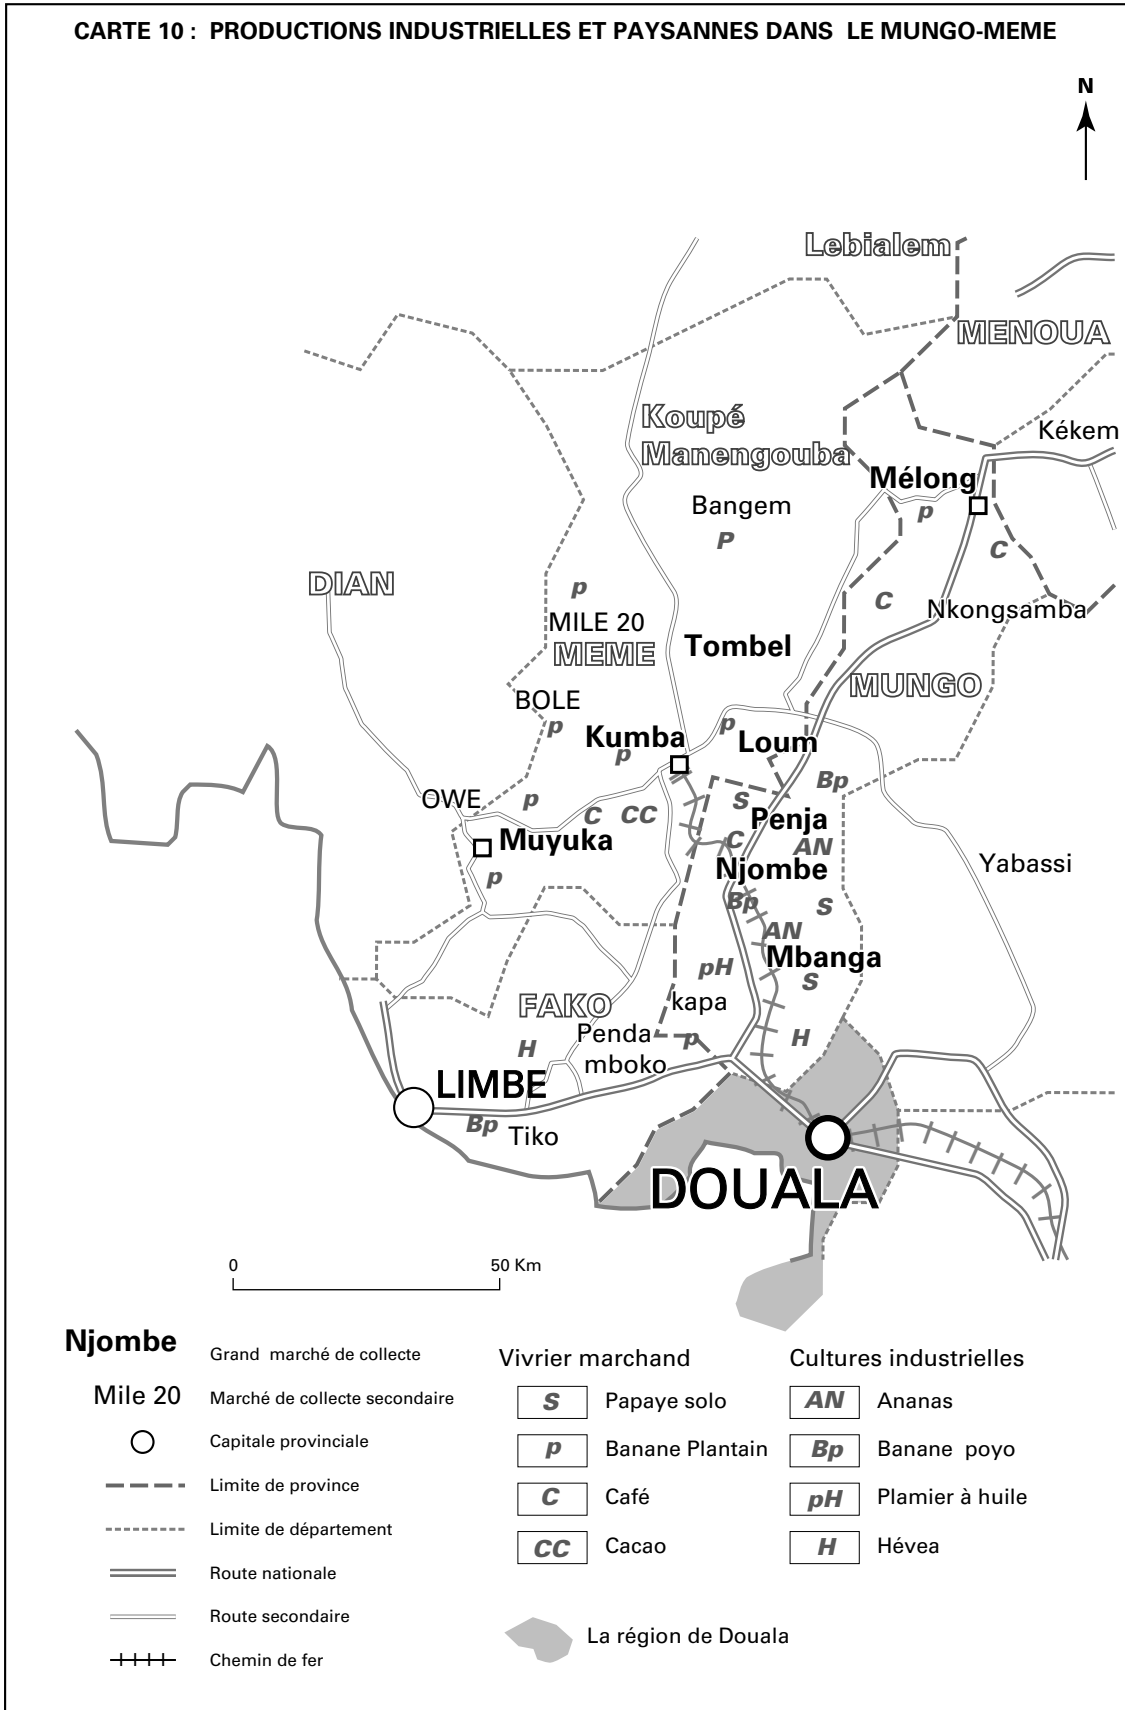 CARTE 10 : PRODUCTIONS INDUSTRIELLES ET PAYSANNES DANS LE MUNGO-MEME
N
Lebialem
MENOUA
Koupé
Manengouba
Kékem
Mélong
Bangem
p
P
C
DIAN
p
C
Nkongsamba
MILE 20
MEME
Tombel
MUNGO
BOLE
p
Kumba
p
p
Loum
Bp
OWE
p
C
CC
S
Penja
Muyuka
C
AN
Yabassi
p
Njombe
Bp
S
AN
Mbanga
pH
S
kapa
FAKO
Penda
mboko
p
H
H
LIMBE
Bp
Tiko
DOUALA
0
50 Km
Njombe
Grand marché de collecte
Mile 20
Marché de collecte secondaire
Capitale provinciale
Limite de province
Limite de département
Route nationale
Route secondaire
Chemin de fer
Vivrier marchand
S
Papaye solo
p
Banane Plantain
C
Café
CC
Cacao
Cultures industrielles
AN
Ananas
Bp
Banane poyo
pH
Plamier à huile
H
Hévea
La région de Douala